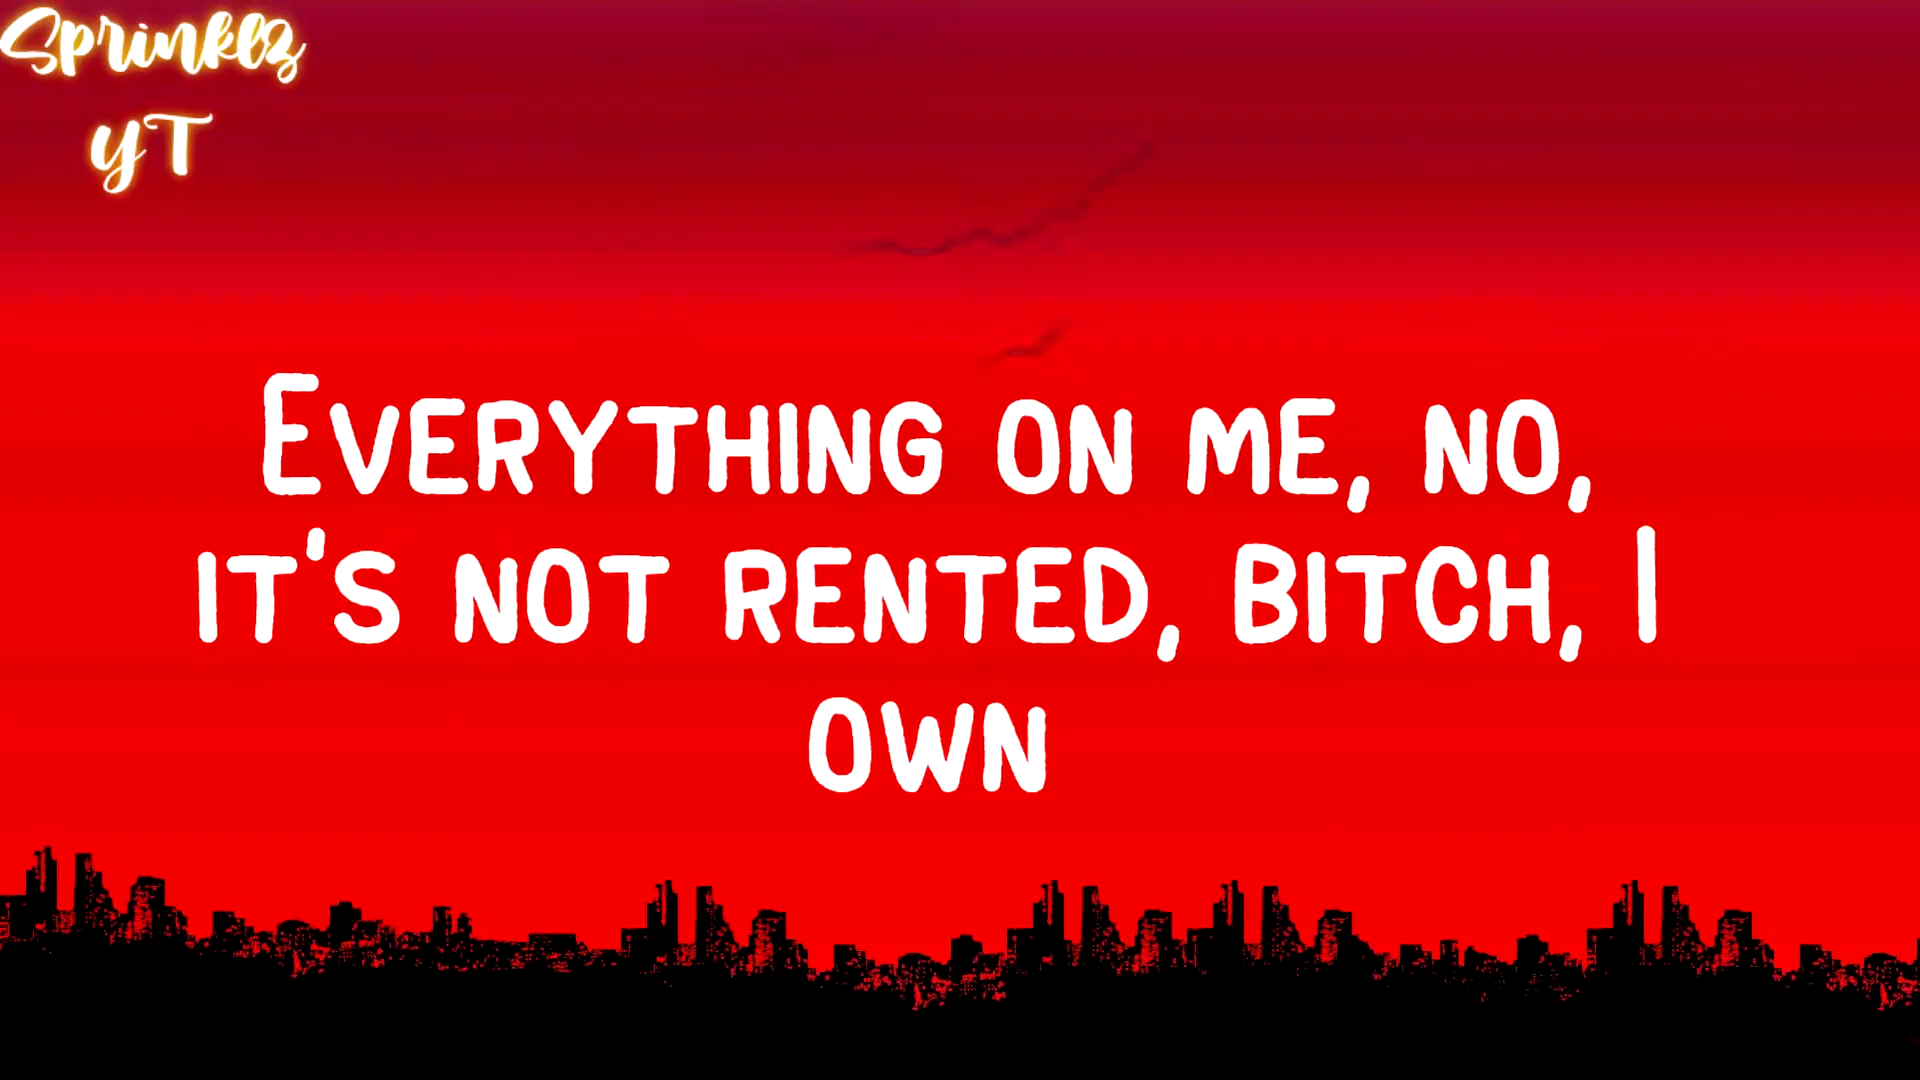 Sprinklz
YT
EVERYTHING ON ME, NO,
IT'S NOT RENTED, BITCH, I
OWN